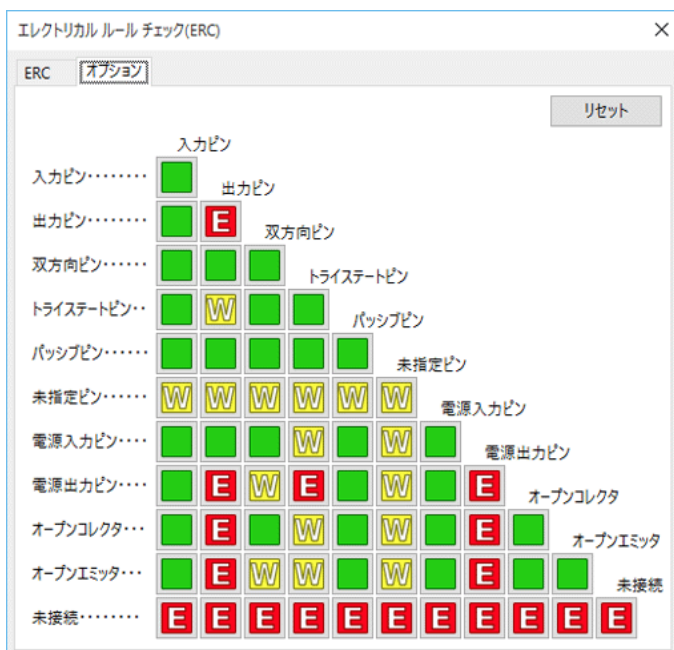 エレクトリカル ルール チェック(ERC)
ERC オプション
リセット
入力ピン
入力ピン········
出力ピン
出力ピン········ E
双方向ピン
双方向ピン······
トライステートピン
トライステートピン·· W
パッシブピン
パッシブピン······
未指定ピン
未指定ピン······ W W W W W W
電源入力ピン
電源入力ピン···· W W
電源出力ピン
電源出力ピン···· E W E W E
オープンコレクタ
オープンコレクタ··· E W W E
オープンエミッタ
オープンエミッタ··· E W W W E
未接続
未接続········ E E E E E E E E E E E